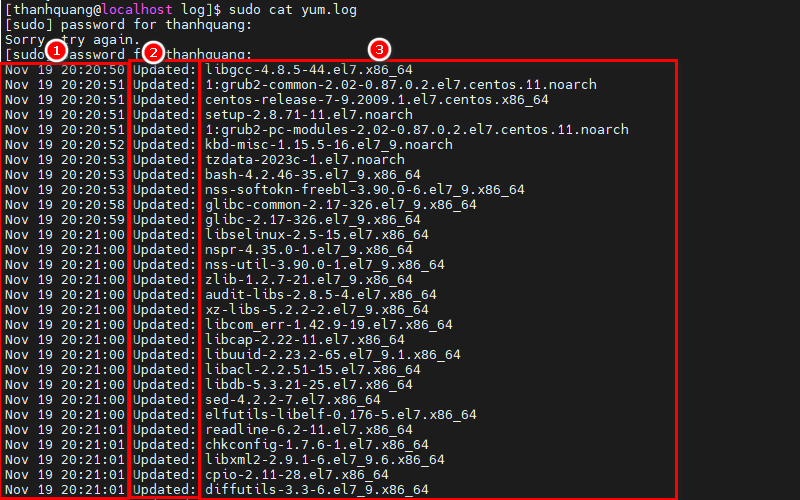 [thanhquang@localhost log]$ sudo cat yum.log
[sudo] password for thanhquang:
Sorry, try again.
[sudo] password for thanhquang:
1 2 3
Nov 19 20:20:50 Updated: libgcc-4.8.5-44.el7.x86_64
Nov 19 20:20:51 Updated: 1:grub2-common-2.02-0.87.0.2.el7.centos.11.noarch
Nov 19 20:20:51 Updated: centos-release-7-9.2009.1.el7.centos.x86_64
Nov 19 20:20:51 Updated: setup-2.8.71-11.el7.noarch
Nov 19 20:20:51 Updated: 1:grub2-pc-modules-2.02-0.87.0.2.el7.centos.11.noarch
Nov 19 20:20:52 Updated: kbd-misc-1.15.5-16.el7_9.noarch
Nov 19 20:20:53 Updated: tzdata-2023c-1.el7.noarch
Nov 19 20:20:53 Updated: bash-4.2.46-35.el7_9.x86_64
Nov 19 20:20:53 Updated: nss-softokn-freebl-3.90.0-6.el7_9.x86_64
Nov 19 20:20:58 Updated: glibc-common-2.17-326.el7_9.x86_64
Nov 19 20:20:59 Updated: glibc-2.17-326.el7_9.x86_64
Nov 19 20:21:00 Updated: libselinux-2.5-15.el7.x86_64
Nov 19 20:21:00 Updated: nspr-4.35.0-1.el7_9.x86_64
Nov 19 20:21:00 Updated: nss-util-3.90.0-1.el7_9.x86_64
Nov 19 20:21:00 Updated: zlib-1.2.7-21.el7_9.x86_64
Nov 19 20:21:00 Updated: audit-libs-2.8.5-4.el7.x86_64
Nov 19 20:21:00 Updated: xz-libs-5.2.2-2.el7_9.x86_64
Nov 19 20:21:00 Updated: libcom_err-1.42.9-19.el7.x86_64
Nov 19 20:21:00 Updated: libcap-2.22-11.el7.x86_64
Nov 19 20:21:00 Updated: libuuid-2.23.2-65.el7_9.1.x86_64
Nov 19 20:21:00 Updated: libacl-2.2.51-15.el7.x86_64
Nov 19 20:21:00 Updated: libdb-5.3.21-25.el7.x86_64
Nov 19 20:21:00 Updated: sed-4.2.2-7.el7.x86_64
Nov 19 20:21:00 Updated: elfutils-libelf-0.176-5.el7.x86_64
Nov 19 20:21:01 Updated: readline-6.2-11.el7.x86_64
Nov 19 20:21:01 Updated: chkconfig-1.7.6-1.el7.x86_64
Nov 19 20:21:01 Updated: libxml2-2.9.1-6.el7_9.6.x86_64
Nov 19 20:21:01 Updated: cpio-2.11-28.el7.x86_64
Nov 19 20:21:01 Updated: diffutils-3.3-6.el7_9.x86_64